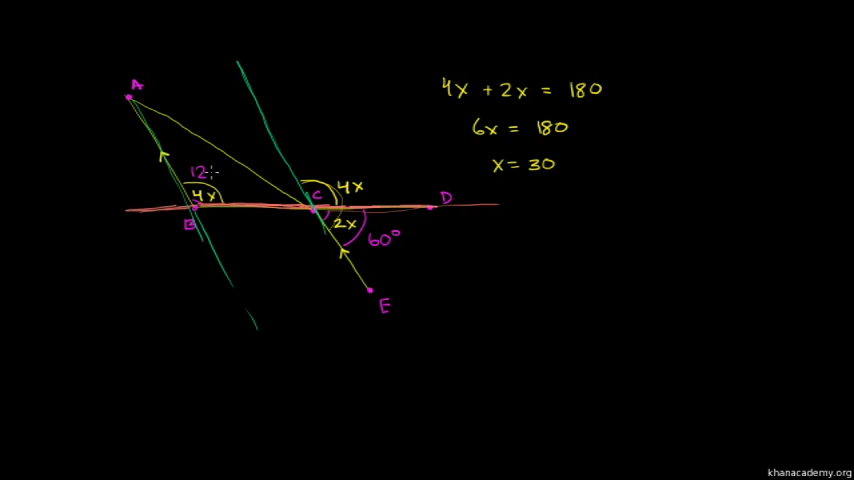 A
4x + 2x = 180
6x = 180
x = 30
12
4x
4x
C
D
B
2x
60°
E
khanacademy.org